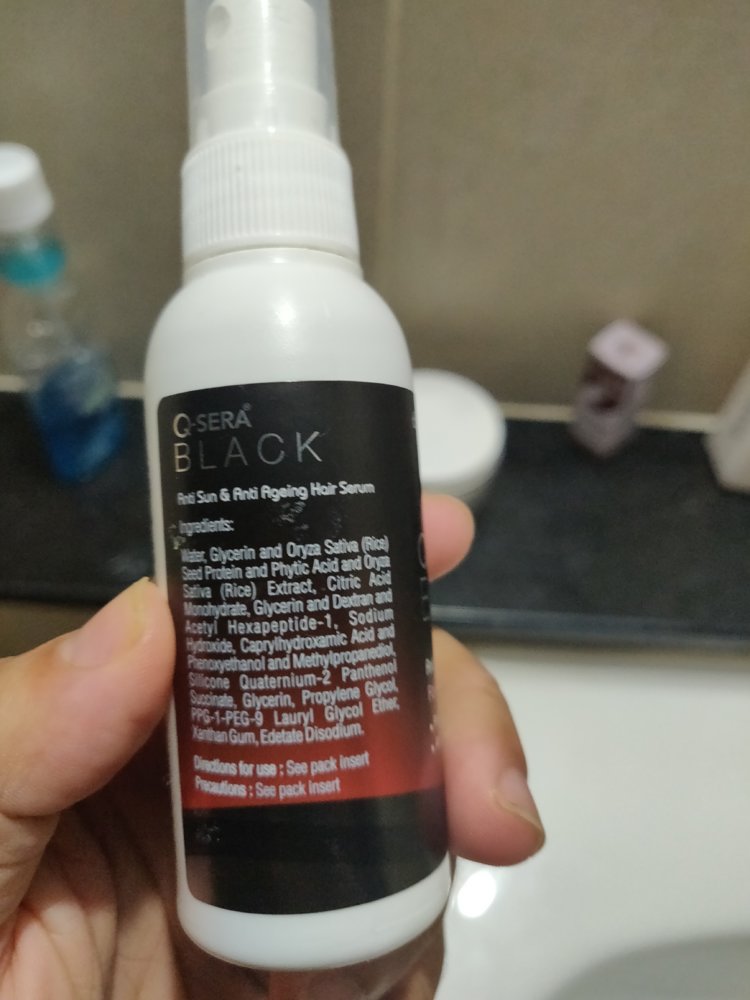 Q-SERA®
BLACK
Anti Sun & Anti Ageing Hair Serum
Ingredients:
Water, Glycerin and Oryza Sativa (Rice)
Seed Protein and Phytic Acid and Oryza
Sativa (Rice) Extract, Citric Acid
Monohydrate, Glycerin and Dextran and
Acetyl Hexapeptide-1, Sodium
Hydroxide, Caprylhydroxamic Acid and
Phenoxyethanol and Methylpropanediol,
Silicone Quaternium-2 Panthenol
Succinate, Glycerin, Propylene Glycol,
PPG-1-PEG-9 Lauryl Glycol Ether,
Xanthan Gum, Edetate Disodium.
Directions for use : See pack insert
Precautions : See pack insert